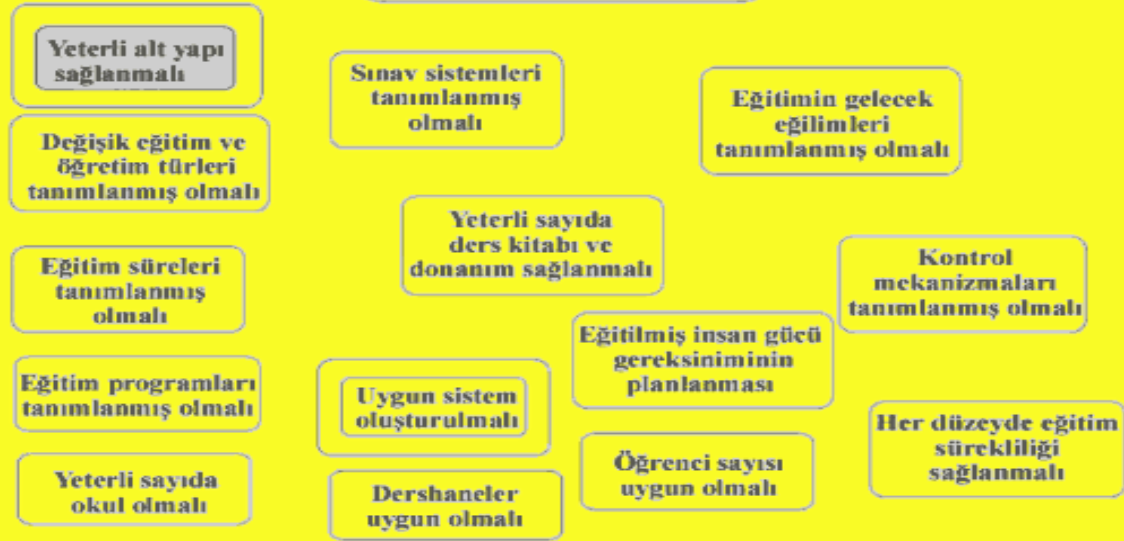 Yeterli alt yapı
sağlanmalı
Değişik eğitim ve
öğretim türleri
tanımlanmış olmalı
Eğitim süreleri
tanımlanmış
olmalı
Eğitim programları
tanımlanmış olmalı
Yeterli sayıda
okul olmalı
Sınav sistemleri
tanımlanmış
olmalı
Yeterli sayıda
ders kitabı ve
donanım sağlanmalı
Uygun sistem
oluşturulmalı
Dershaneler
uygun olmalı
Eğitimin gelecek
eğilimleri
tanımlanmış olmalı
Eğitilmiş insan gücü
gereksiniminin
planlanması
Öğrenci sayısı
uygun olmalı
Kontrol
mekanizmaları
tanımlanmış olmalı
Her düzeyde eğitim
sürekliliği
sağlanmalı